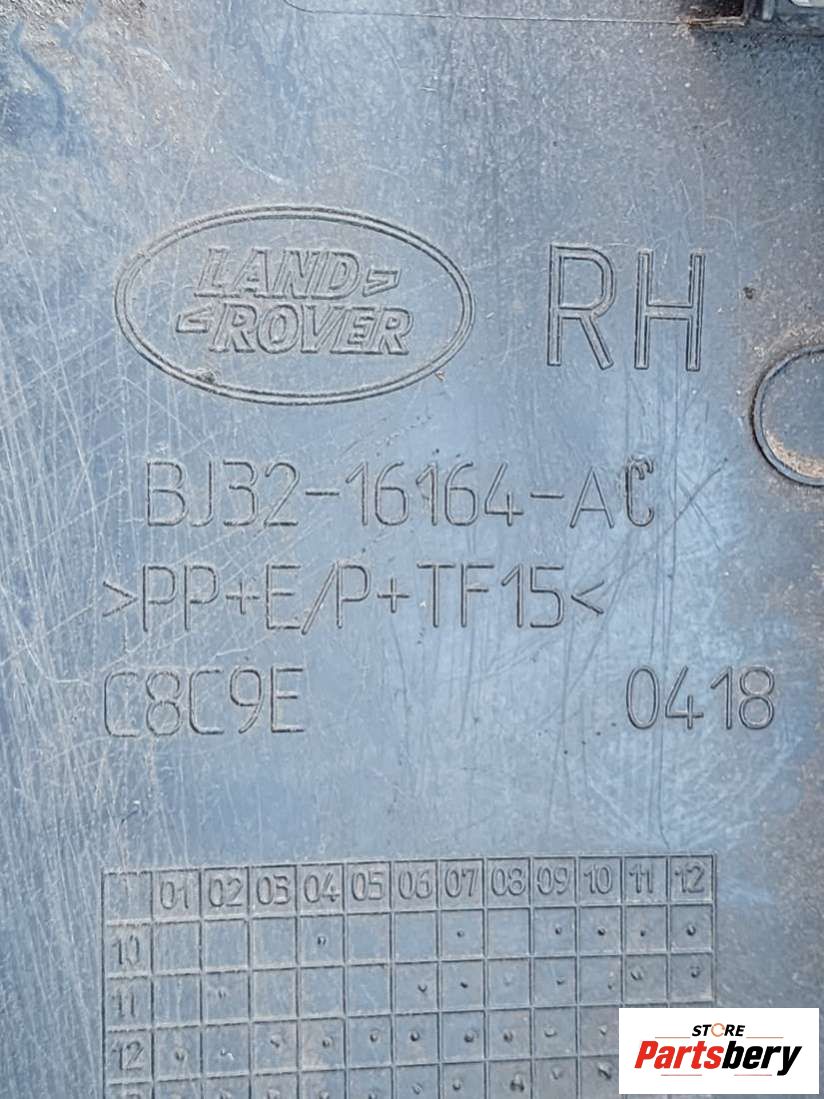 LAND
ROVER
RH
BJ32-16164-AC
>PP+E/P+TF15<
C8C9E 0418
01 02 03 04 05 06 07 08 09 10 11 12
10
11
12
STORE
Partsbery